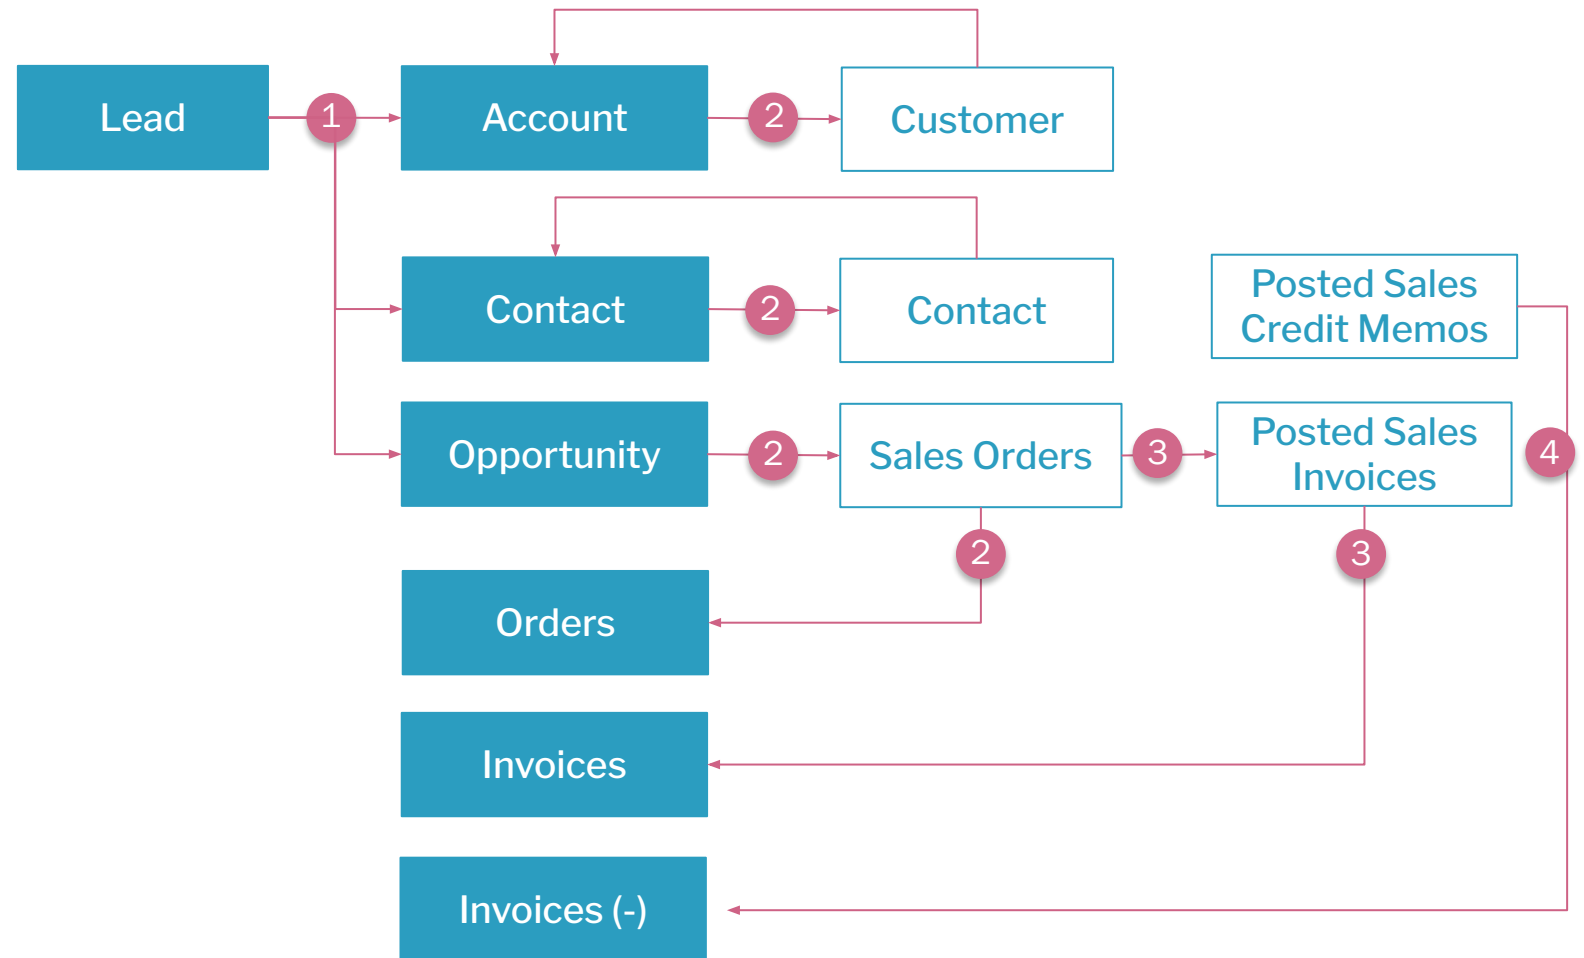 Lead
1
Account
2
Customer
Contact
2
Contact
Posted Sales
Credit Memos
Opportunity
2
Sales Orders
3
Posted Sales
Invoices
4
2
3
Orders
Invoices
Invoices (-)